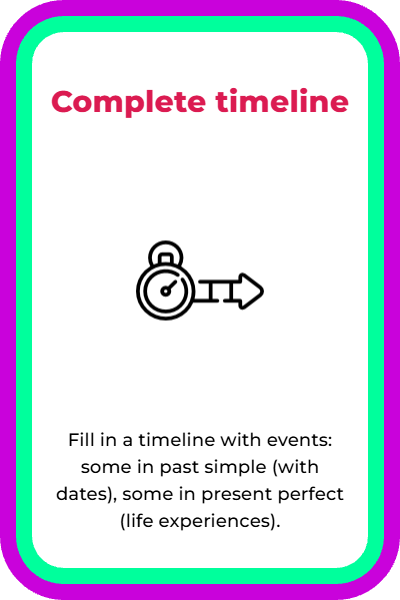 Complete timeline
Fill in a timeline with events:
some in past simple (with
dates), some in present perfect
(life experiences).